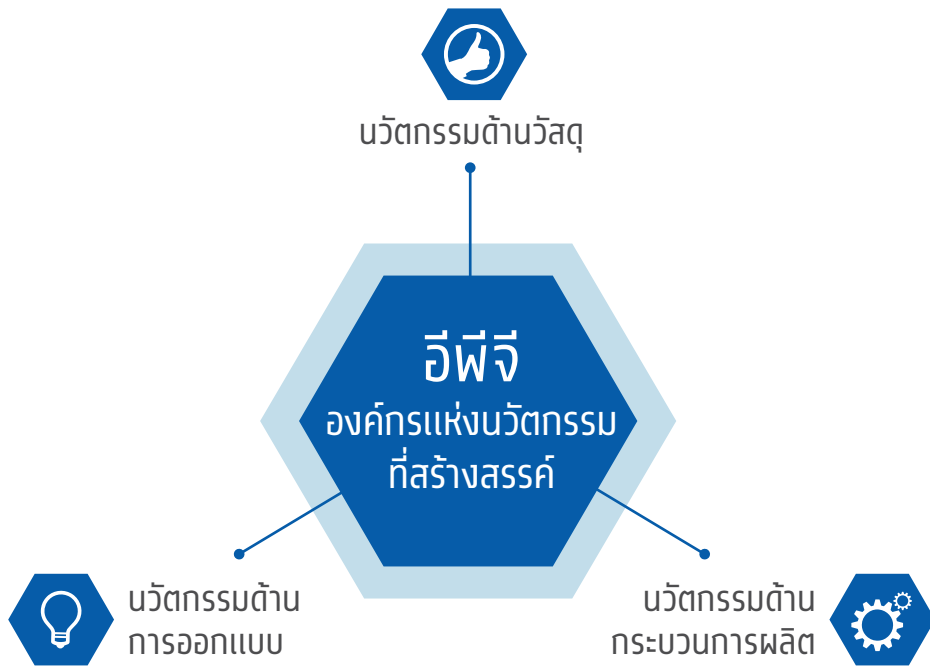 นวัตกรรมด้านวัสดุ
อีพีจี
องค์กรแห่งนวัตกรรม
ที่สร้างสรรค์
นวัตกรรมด้าน
การออกแบบ
นวัตกรรมด้าน
กระบวนการผลิต